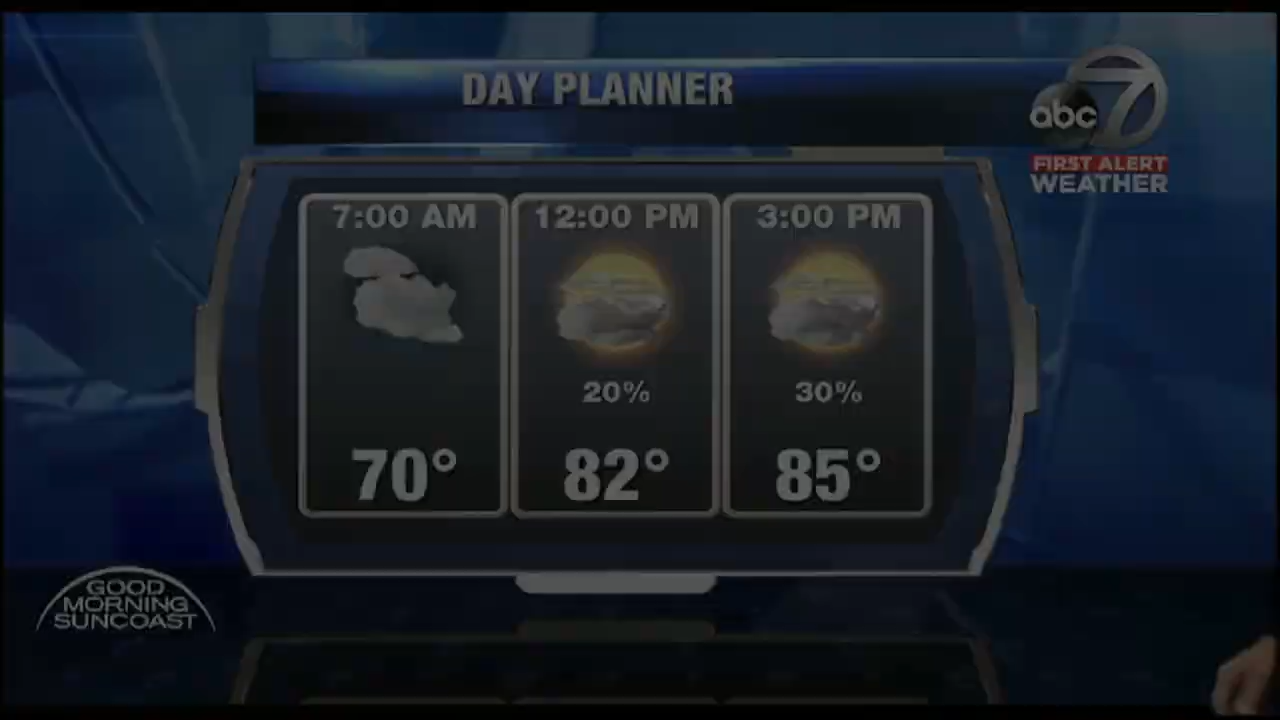 DAY PLANNER
abc 7
FIRST ALERT
WEATHER
7:00 AM
12:00 PM
3:00 PM
20%
30%
70°
82°
85°
GOOD
MORNING
SUNCOAST